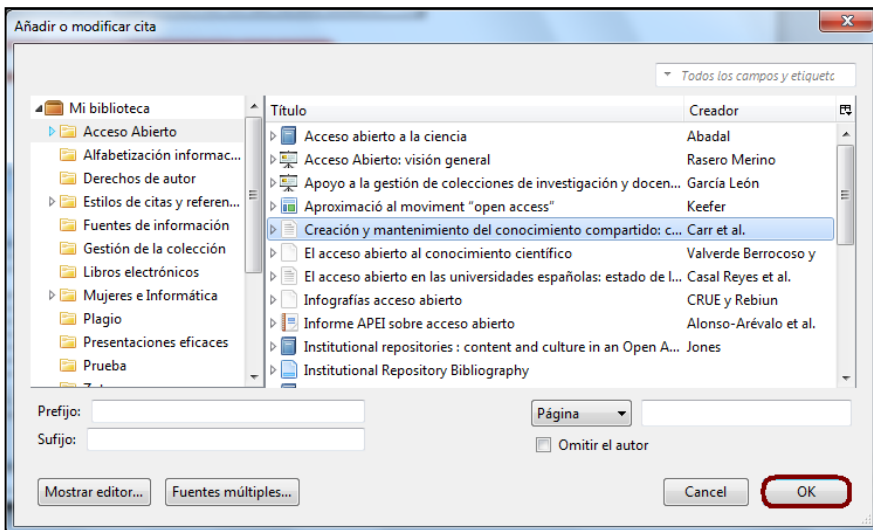 Añadir o modificar cita
Todos los campos y etiquetc
Mi biblioteca
Acceso Abierto
Alfabetización informac...
Derechos de autor
Estilos de citas y referen...
Fuentes de información
Gestión de la colección
Libros electrónicos
Mujeres e Informática
Plagio
Presentaciones eficaces
Prueba
Título Creador
Acceso abierto a la ciencia Abadal
Acceso Abierto: visión general Rasero Merino
Apoyo a la gestión de colecciones de investigación y docen... García León
Aproximació al moviment "open access" Keefer
Creación y mantenimiento del conocimiento compartido: c... Carr et al.
El acceso abierto al conocimiento científico Valverde Berrocoso y
El acceso abierto en las universidades españolas: estado de l... Casal Reyes et al.
Infografías acceso abierto CRUE y Rebiun
Informe APEI sobre acceso abierto Alonso-Arévalo et al.
Institutional repositories : content and culture in an Open A... Jones
Institutional Repository Bibliography
Prefijo:
Sufijo:
Página
Omitir el autor
Mostrar editor...
Fuentes múltiples...
Cancel
OK